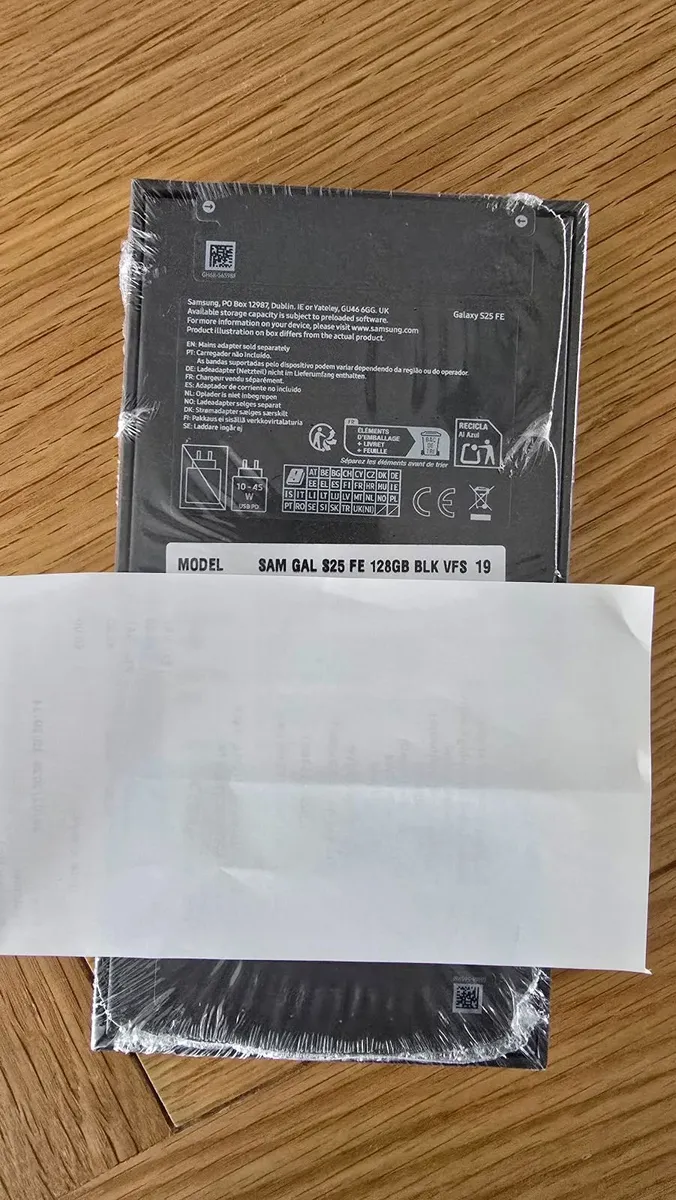 GH68-56598F
Samsung, PO Box 12987, Dublin. IE or Yateley, GU46 6GG. UK
Available storage capacity is subject to preloaded software.
For more information on your device, please visit www.samsung.com
Product illustration on box differs from the actual product.
Galaxy S25 FE
EN: Mains adapter sold separately
PT: Carregador não incluído.
As bandas suportadas pelo dispositivo podem variar dependendo da região ou do operador.
DE: Ladeadapter (Netzteil) nicht im Lieferumfang enthalten.
FR: Chargeur vendu séparément.
ES: Adaptador de corriente no incluido
NL: Oplader is niet inbegrepen
NO: Ladeadapter selges separat
DK: Strømadapter sælges særskilt
FI: Pakkaus ei sisällä verkkovirtalaturia
SE: Laddare ingår ej
FR
ÉLÉMENTS
D'EMBALLAGE
+ LIVRET
+ FEUILLE
BAC
DE
TRI
Séparez les éléments avant de trier
RECICLA
Al Azul
10 - 45
W
USB PD
AT BE BG CH CY CZ DK DE
EE EL ES FI FR HR HU IE
IS IT LI LT LU LV MT NL NO PL
PT RO SE SI SK TR UK(NI)
CE
MODEL SAM GAL S25 FE 128GB BLK VFS 19